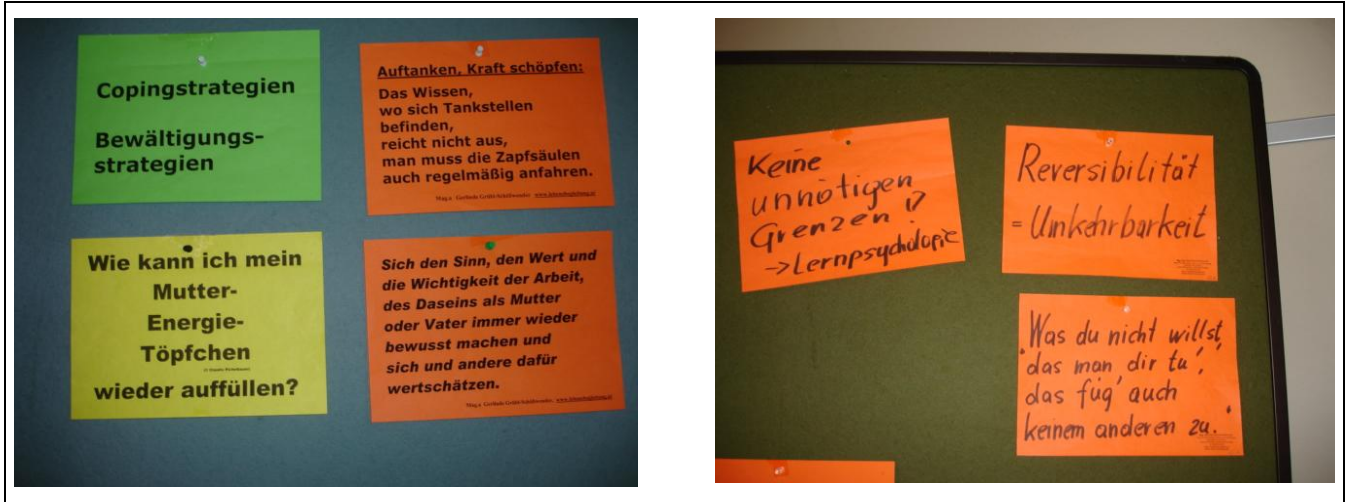 Copingstrategien
Bewältigungs-
strategien
Auftanken, Kraft schöpfen:
Das Wissen,
wo sich Tankstellen
befinden,
reicht nicht aus,
man muss die Zapfsäulen
auch regelmäßig anfahren.
Wie kann ich mein
Mutter-
Energie-
Töpfchen
wieder auffüllen?
Sich den Sinn, den Wert und
die Wichtigkeit der Arbeit,
des Daseins als Mutter
oder Vater immer wieder
bewusst machen und
sich und andere dafür
wertschätzen.
Keine
unnötigen
Grenzen!
->Lernpsychologie
Reversibilität
= Umkehrbarkeit
"Was du nicht willst,
das man dir tu',
das füg auch
keinem anderen zu."